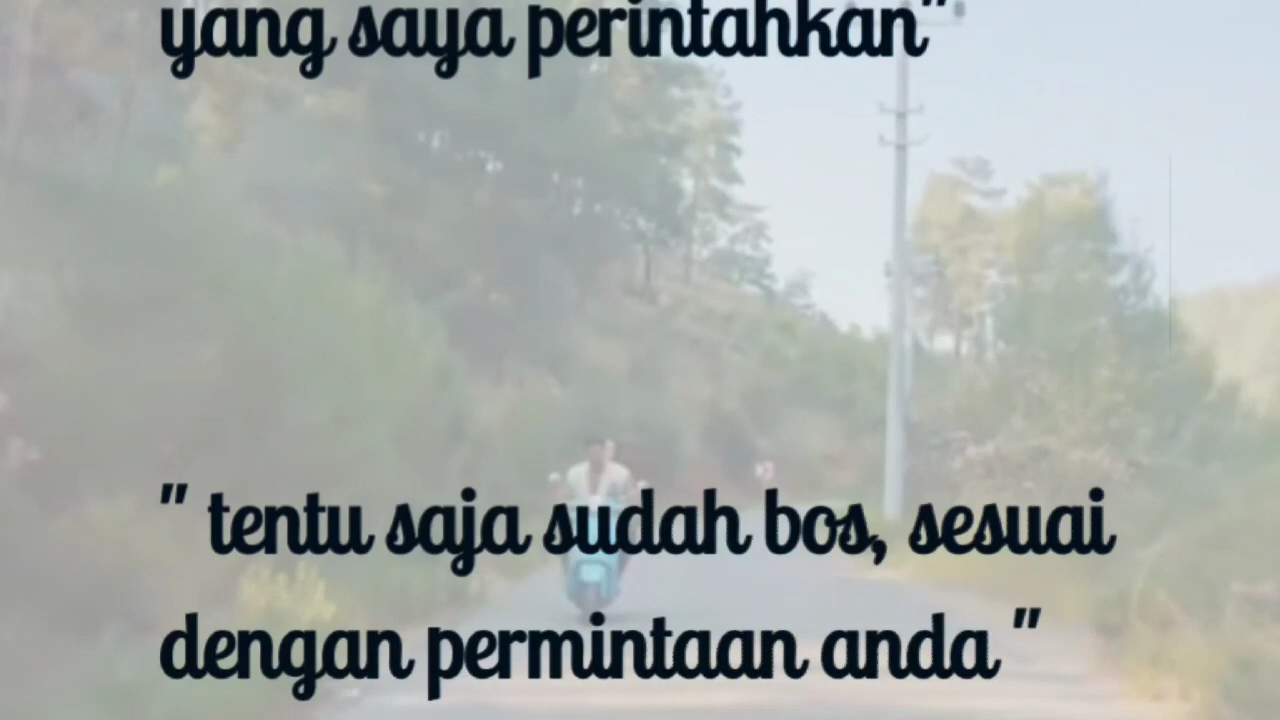 yang saya perintahkan"
" tentu saja sudah bos, sesuai
dengan permintaan anda "